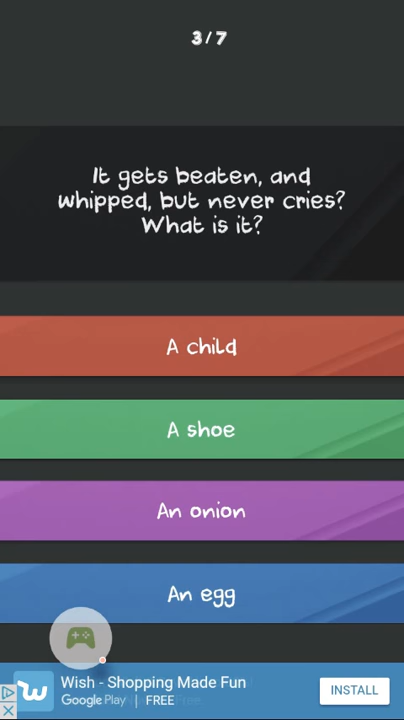 3/7
It gets beaten, and
whipped, but never cries?
What is it?
A child
A shoe
An onion
An egg
Wish - Shopping Made Fun
Google Play | FREE
INSTALL